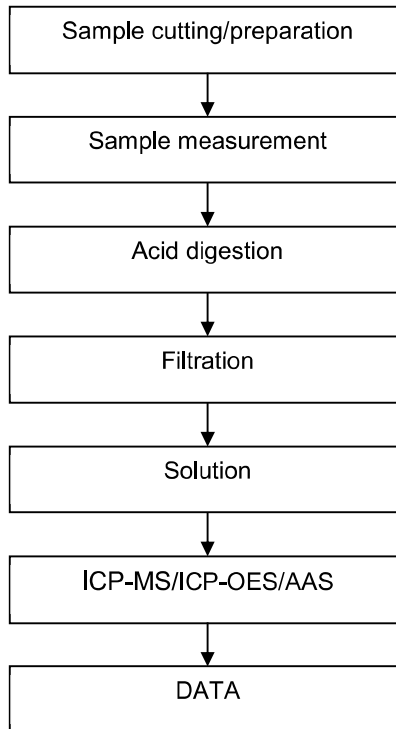 Sample cutting/preparation
Sample measurement
Acid digestion
Filtration
Solution
ICP-MS/ICP-OES/AAS
DATA